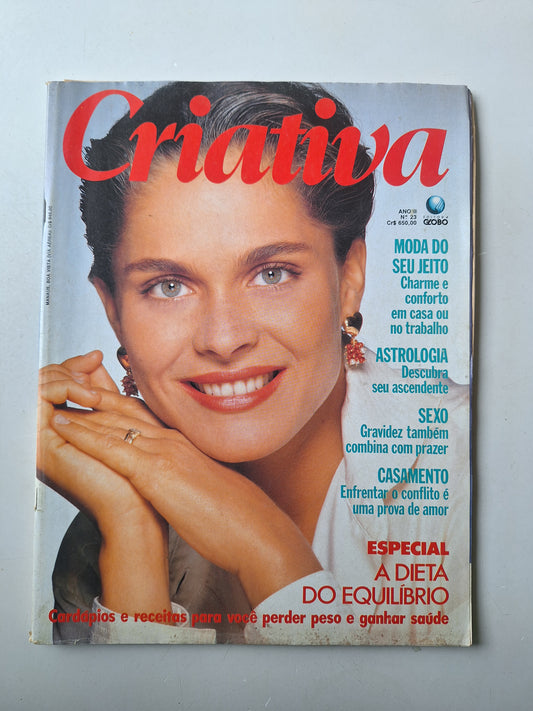 Criativa
ANO III
Nº 23
Cr$ 650,00
EDITORA
GLOBO
MODA DO
SEU JEITO
Charme e
conforto
em casa ou
no trabalho
ASTROLOGIA
Descubra
seu ascendente
SEXO
Gravidez também
combina com prazer
CASAMENTO
Enfrentar o conflito é
uma prova de amor
ESPECIAL
A DIETA
DO EQUILÍBRIO
Cardápios e receitas para você perder peso e ganhar saúde